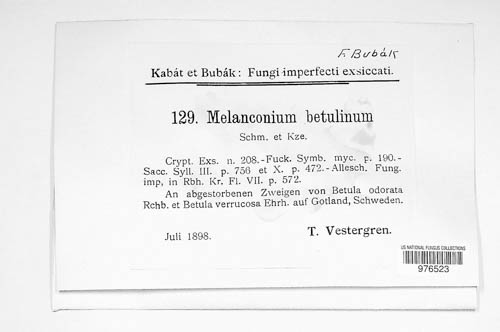 F. Bubák
Kabát et Bubák: Fungi imperfecti exsiccati.
129. Melanconium betulinum
Schm. et Kze.
Crypt. Exs. n. 208.-Fuck. Symb. myc. p. 190.-
Sacc. Syll. III. p. 756 et X. p. 472.-Allesch. Fung.
imp, in Rbh. Kr. Fl. VII. p. 572.
An abgestorbenen Zweigen von Betula odorata
Rchb. et Betula verrucosa Ehrh. auf Gotland, Schweden.
Juli 1898. T. Vestergren.
US NATIONAL FUNGUS COLLECTIONS
976523